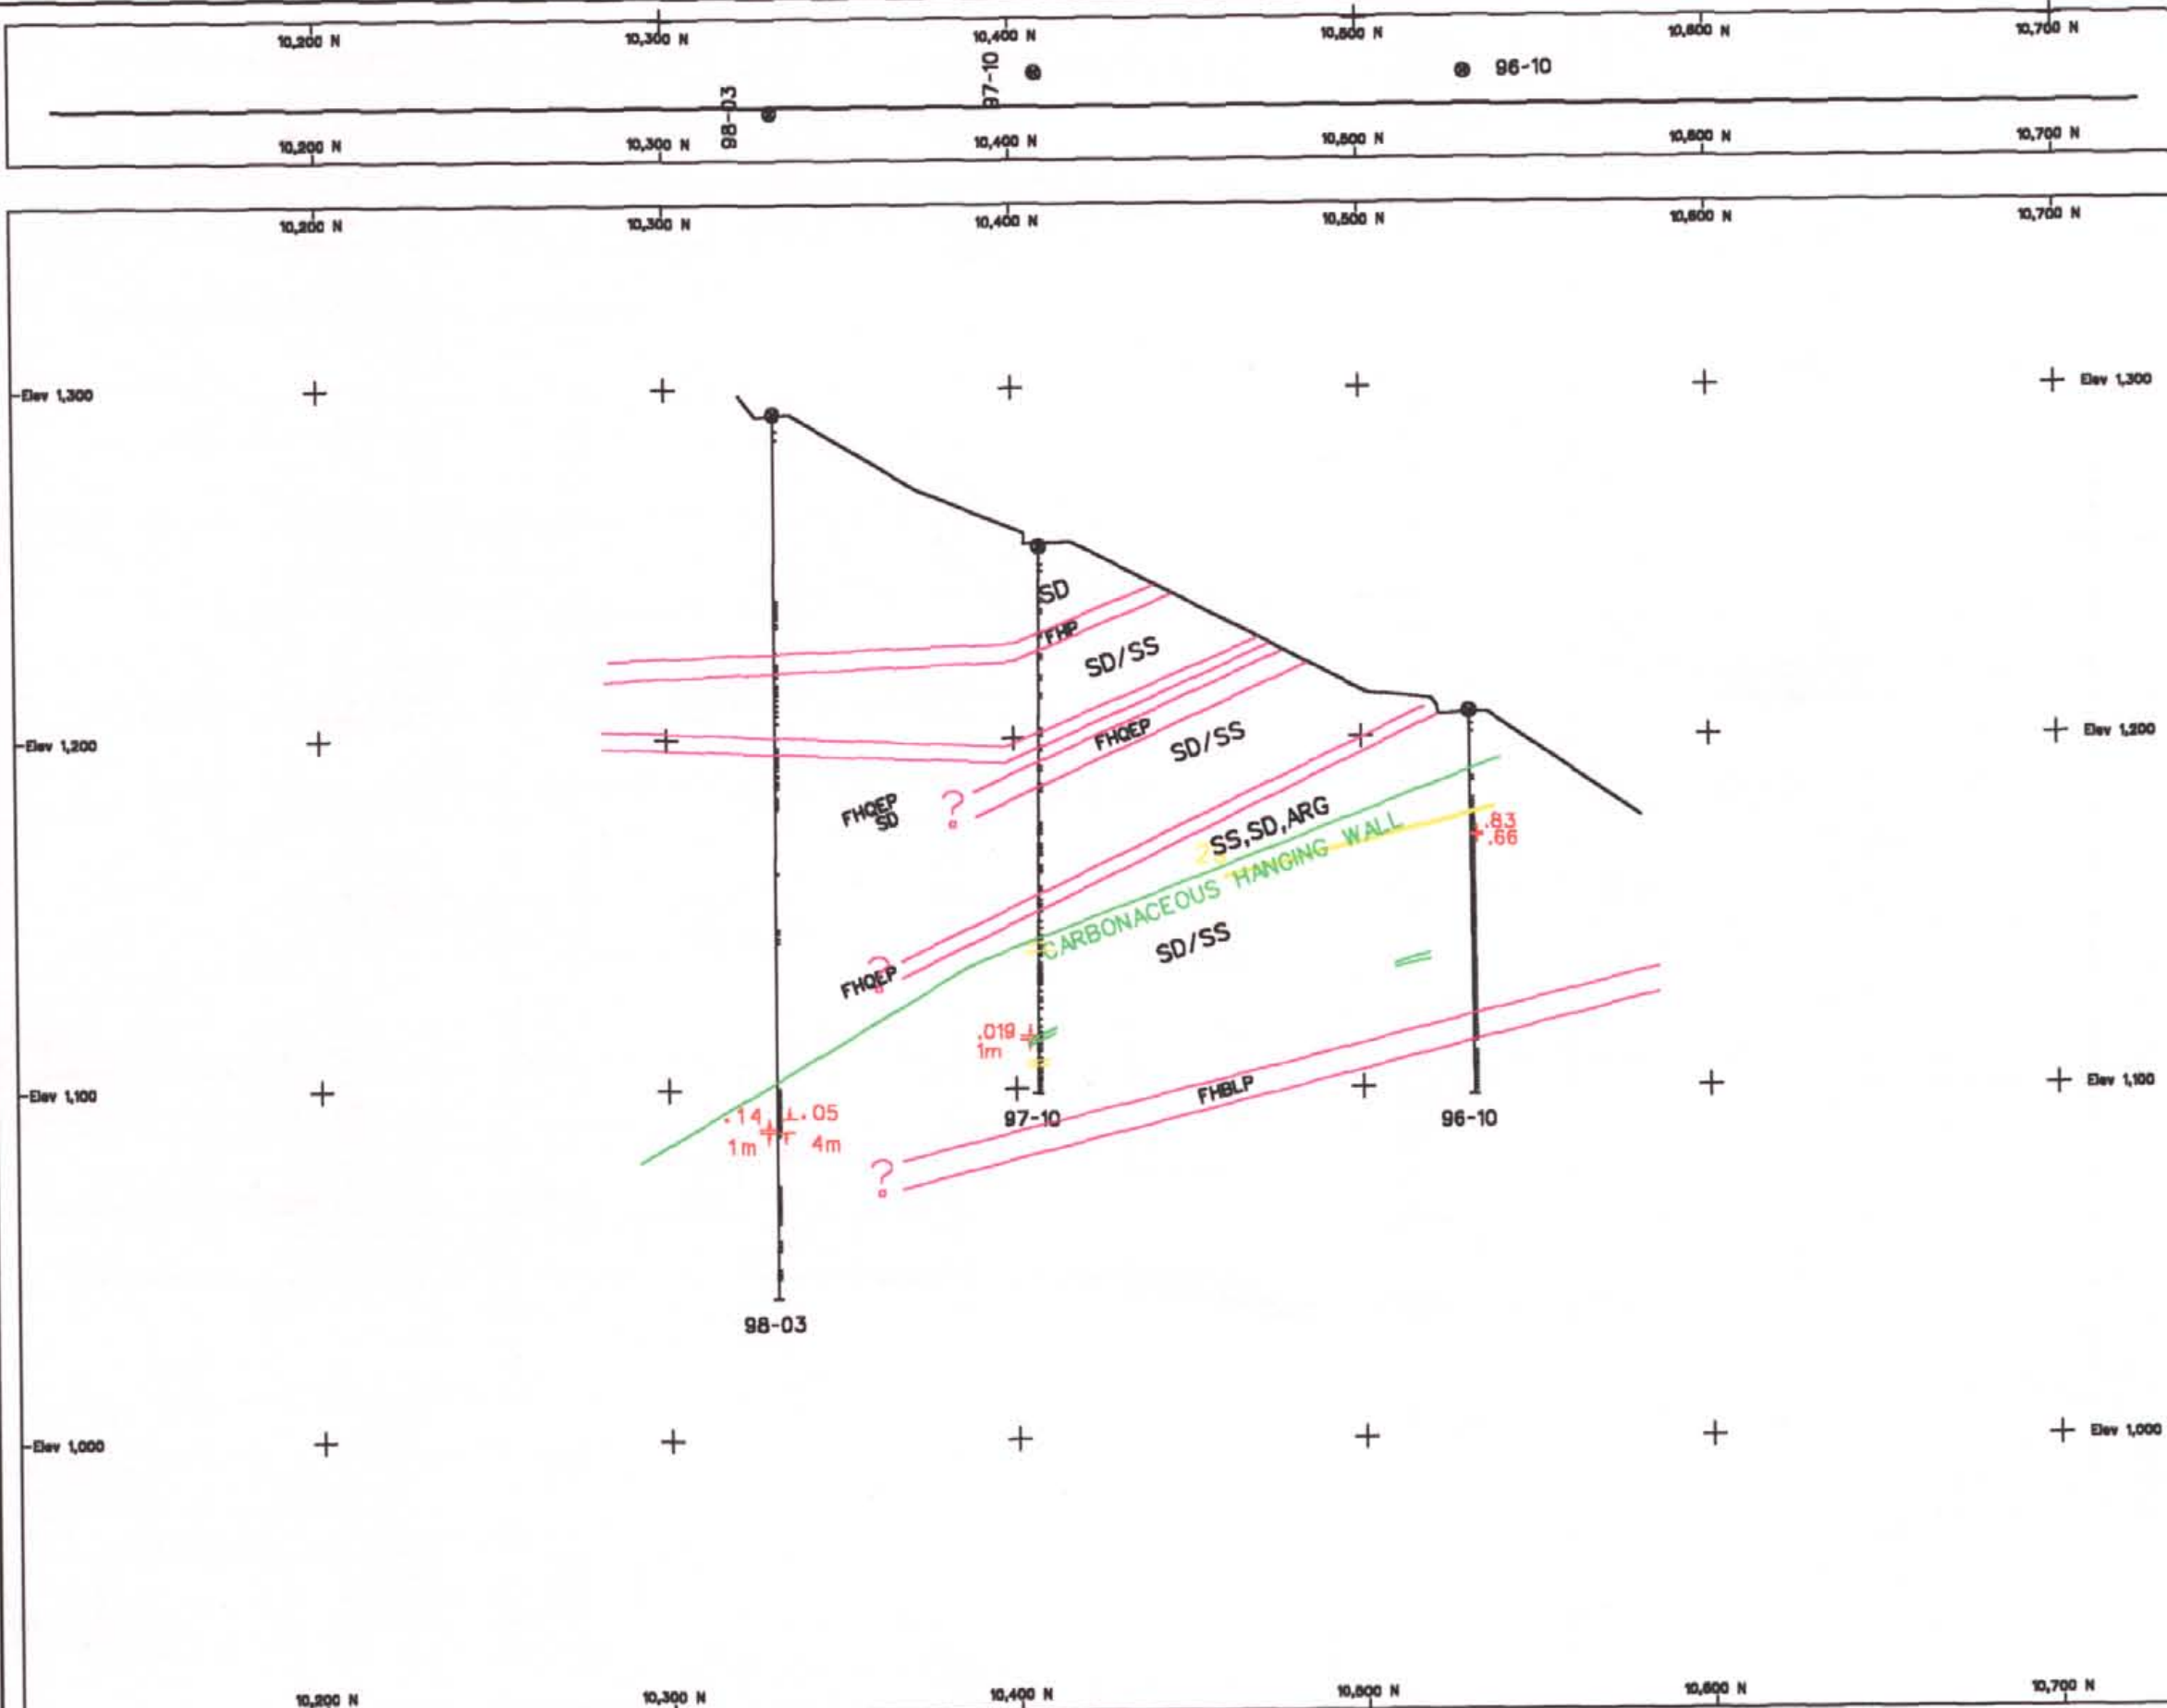 10,200 N 10,300 N 10,400 N 10,500 N 10,600 N 10,700 N
98-03 97-10 96-10
10,200 N 10,300 N 10,400 N 10,500 N 10,600 N 10,700 N
10,200 N 10,300 N 10,400 N 10,500 N 10,600 N 10,700 N
Elev 1,300 Elev 1,300
SD
FHP
SD/SS
Elev 1,200 Elev 1,200
FHQEP
SD/SS
FHQEP
SD
?
SS,SD,ARG
.83
.66
CARBONACEOUS HANGING WALL
SD/SS
?
FHQEP
.019
1m
Elev 1,100 Elev 1,100
FHBLP
.14 .05
1m 4m
97-10 96-10
?
98-03
Elev 1,000 Elev 1,000
10,200 N 10,300 N 10,400 N 10,500 N 10,600 N 10,700 N